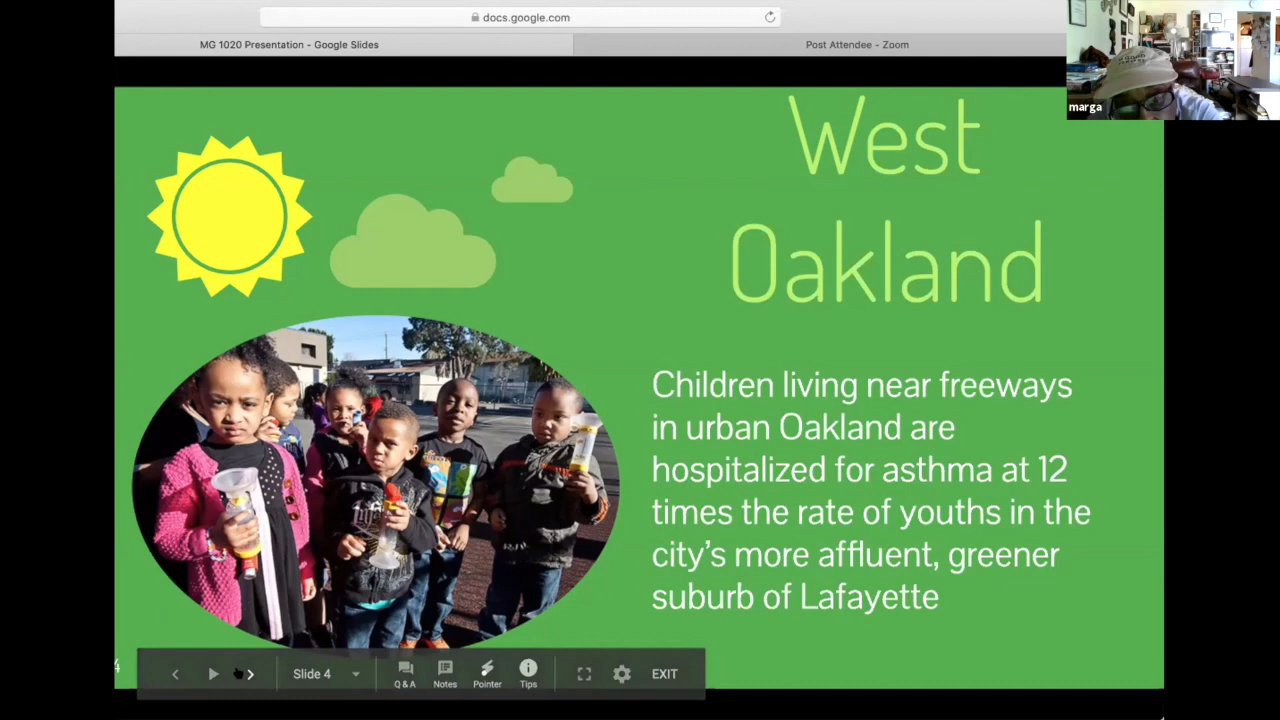 docs.google.com
MG 1020 Presentation - Google Slides
Post Attendee - Zoom
marga
West
Oakland
Children living near freeways
in urban Oakland are
hospitalized for asthma at 12
times the rate of youths in the
city’s more affluent, greener
suburb of Lafayette
4
Slide 4
Q & A
Notes
Pointer
Tips
EXIT